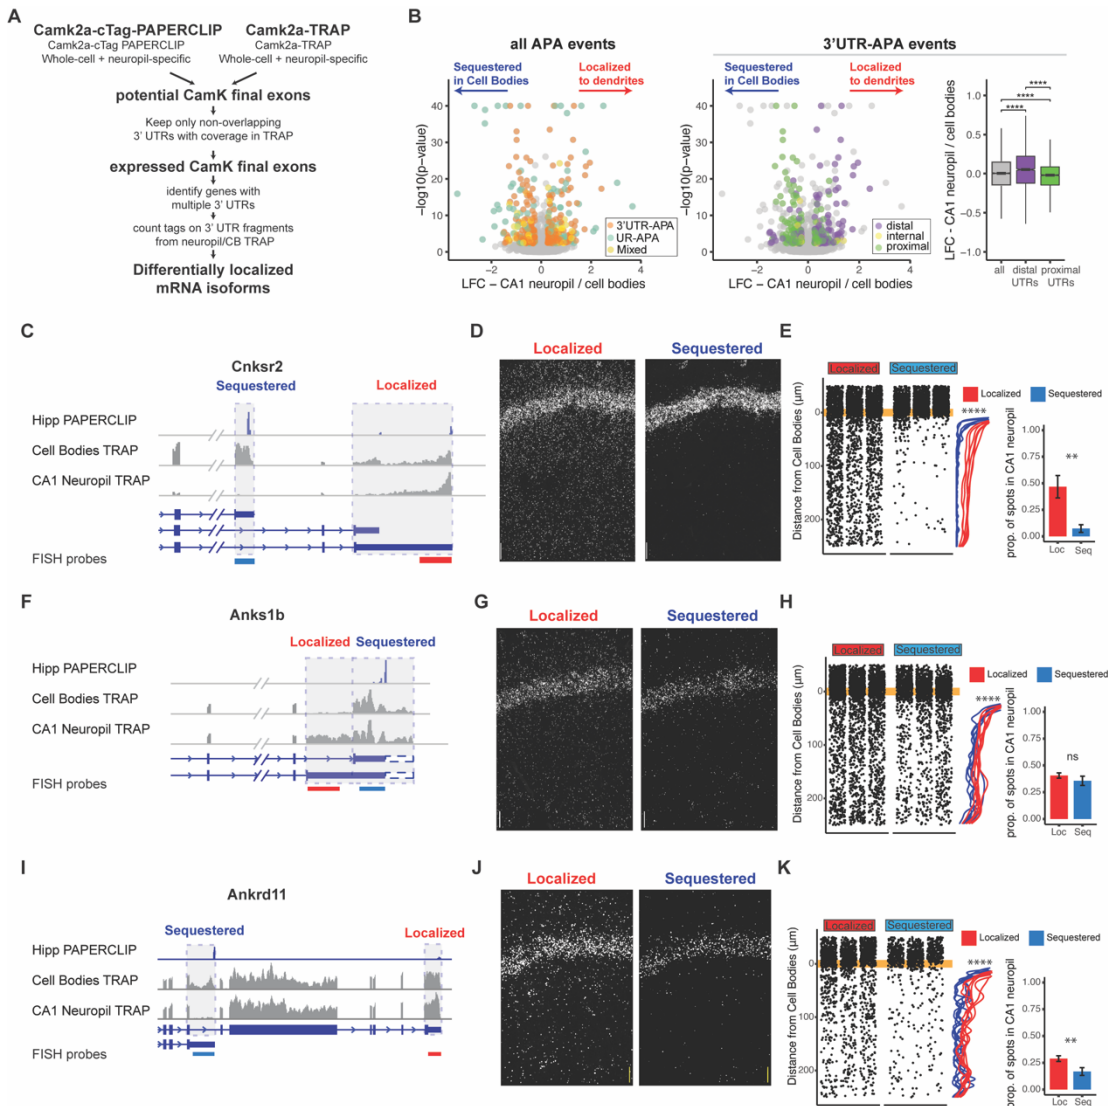 A
Camk2a-cTag-PAPERCLIP
Camk2a-cTag PAPERCLIP
Whole-cell + neuropil-specific
Camk2a-TRAP
Camk2a-TRAP
Whole-cell + neuropil-specific
potential CamK final exons
Keep only non-overlapping
3' UTRs with coverage in TRAP
expressed CamK final exons
identify genes with
multiple 3' UTRs
count tags on 3' UTR fragments
from neuropil/CB TRAP
Differentially localized
mRNA isoforms
B
all APA events
Sequestered
in Cell Bodies
Localized
to dendrites
−log10(p-value)
40
30
20
10
0
−2
0
2
4
LFC − CA1 neuropil / cell bodies
3'UTR-APA
UR-APA
Mixed
3'UTR-APA events
Sequestered
in Cell Bodies
Localized
to dendrites
−log10(p-value)
40
30
20
10
0
−2
0
2
4
LFC − CA1 neuropil / cell bodies
distal
internal
proximal
LFC - CA1 neuropil / cell bodies
1.0
0.5
0.0
−0.5
−1.0
****
****
****
all
distal
UTRs
proximal
UTRs
C
Cnksr2
Sequestered
Localized
Hipp PAPERCLIP
Cell Bodies TRAP
CA1 Neuropil TRAP
FISH probes
D
Localized
Sequestered
E
Localized
Sequestered
Distance from Cell Bodies (µm)
0
100
200
****
Localized
Sequestered
prop. of spots in CA1 neuropil
1.00
0.75
0.50
0.25
0.00
**
Loc
Seq
F
Anks1b
Localized
Sequestered
Hipp PAPERCLIP
Cell Bodies TRAP
CA1 Neuropil TRAP
FISH probes
G
Localized
Sequestered
H
Localized
Sequestered
Distance from Cell Bodies (µm)
0
100
200
****
Localized
Sequestered
prop. of spots in CA1 neuropil
1.00
0.75
0.50
0.25
0.00
ns
Loc
Seq
I
Ankrd11
Sequestered
Localized
Hipp PAPERCLIP
Cell Bodies TRAP
CA1 Neuropil TRAP
FISH probes
J
Localized
Sequestered
K
Localized
Sequestered
Distance from Cell Bodies (µm)
0
100
200
****
Localized
Sequestered
prop. of spots in CA1 neuropil
1.00
0.75
0.50
0.25
0.00
**
Loc
Seq